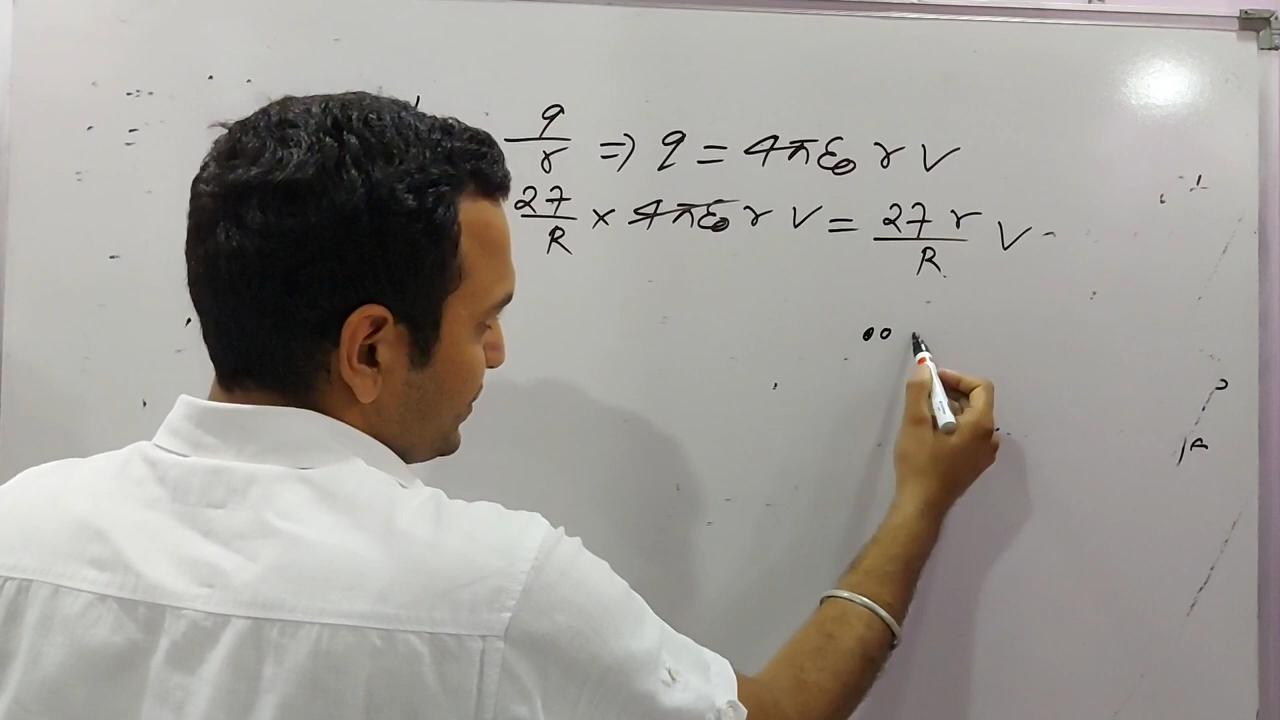 q/r ⇒ q = 4πε₀ r V
27/R × 4πε₀ r V = 27 r/R V